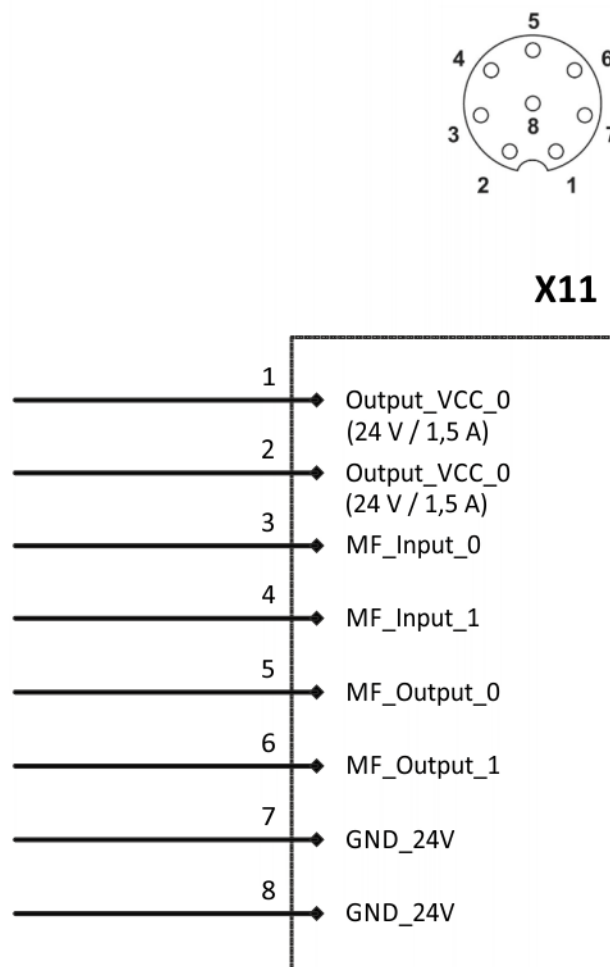 5
4
6
8
3
7
2
1
X11
1
Output_VCC_0
(24 V / 1,5 A)
2
Output_VCC_0
(24 V / 1,5 A)
3
MF_Input_0
4
MF_Input_1
5
MF_Output_0
6
MF_Output_1
7
GND_24V
8
GND_24V